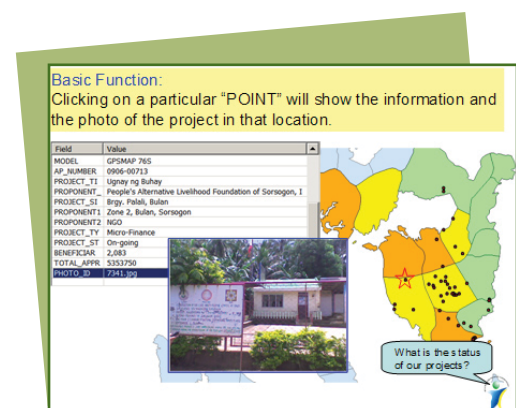 Basic Function:
Clicking on a particular “POINT” will show the information and
the photo of the project in that location.
Field Value
MODEL GPSMAP 76S
AP_NUMBER 0906-00713
PROJECT_TI Ugnay ng Buhay
PROPONENT_ People's Alternative Livelihood Foundation of Sorsogon, I
PROJECT_SI Brgy. Palali, Bulan
PROPONENT1 Zone 2, Bulan, Sorsogon
PROPONENT2 NGO
PROJECT_TY Micro-Finance
PROJECT_ST On-going
BENEFICIAR 2,083
TOTAL_APPR 5353750
PHOTO_ID 7341.jpg
What is the status
of our projects?